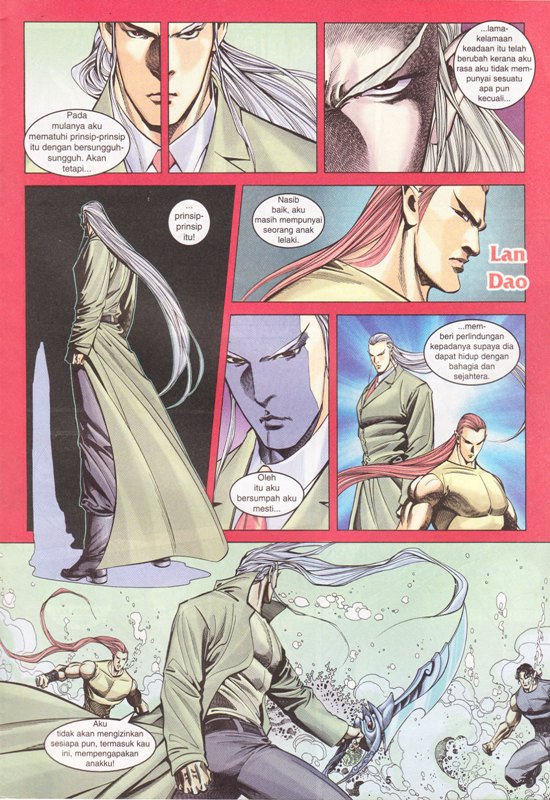 Pada
mulanya aku
mematuhi prinsip-prinsip
itu dengan bersungguh-
sungguh. Akan
tetapi...
...lama-
kelamaan
keadaan itu telah
berubah kerana aku
rasa aku tidak mem-
punyai sesuatu
apa pun
kecuali...
...
prinsip-
prinsip
itu!
Nasib
baik, aku
masih mempunyai
seorang anak
lelaki.
Lan
Dao
Oleh
itu aku
bersumpah aku
mesti...
...mem-
beri perlindungan
kepadanya supaya dia
dapat hidup dengan
bahagia dan
sejahtera.
Aku
tidak akan mengizinkan
sesiapa pun, termasuk kau
ini, mempengapakan
anakku!
5